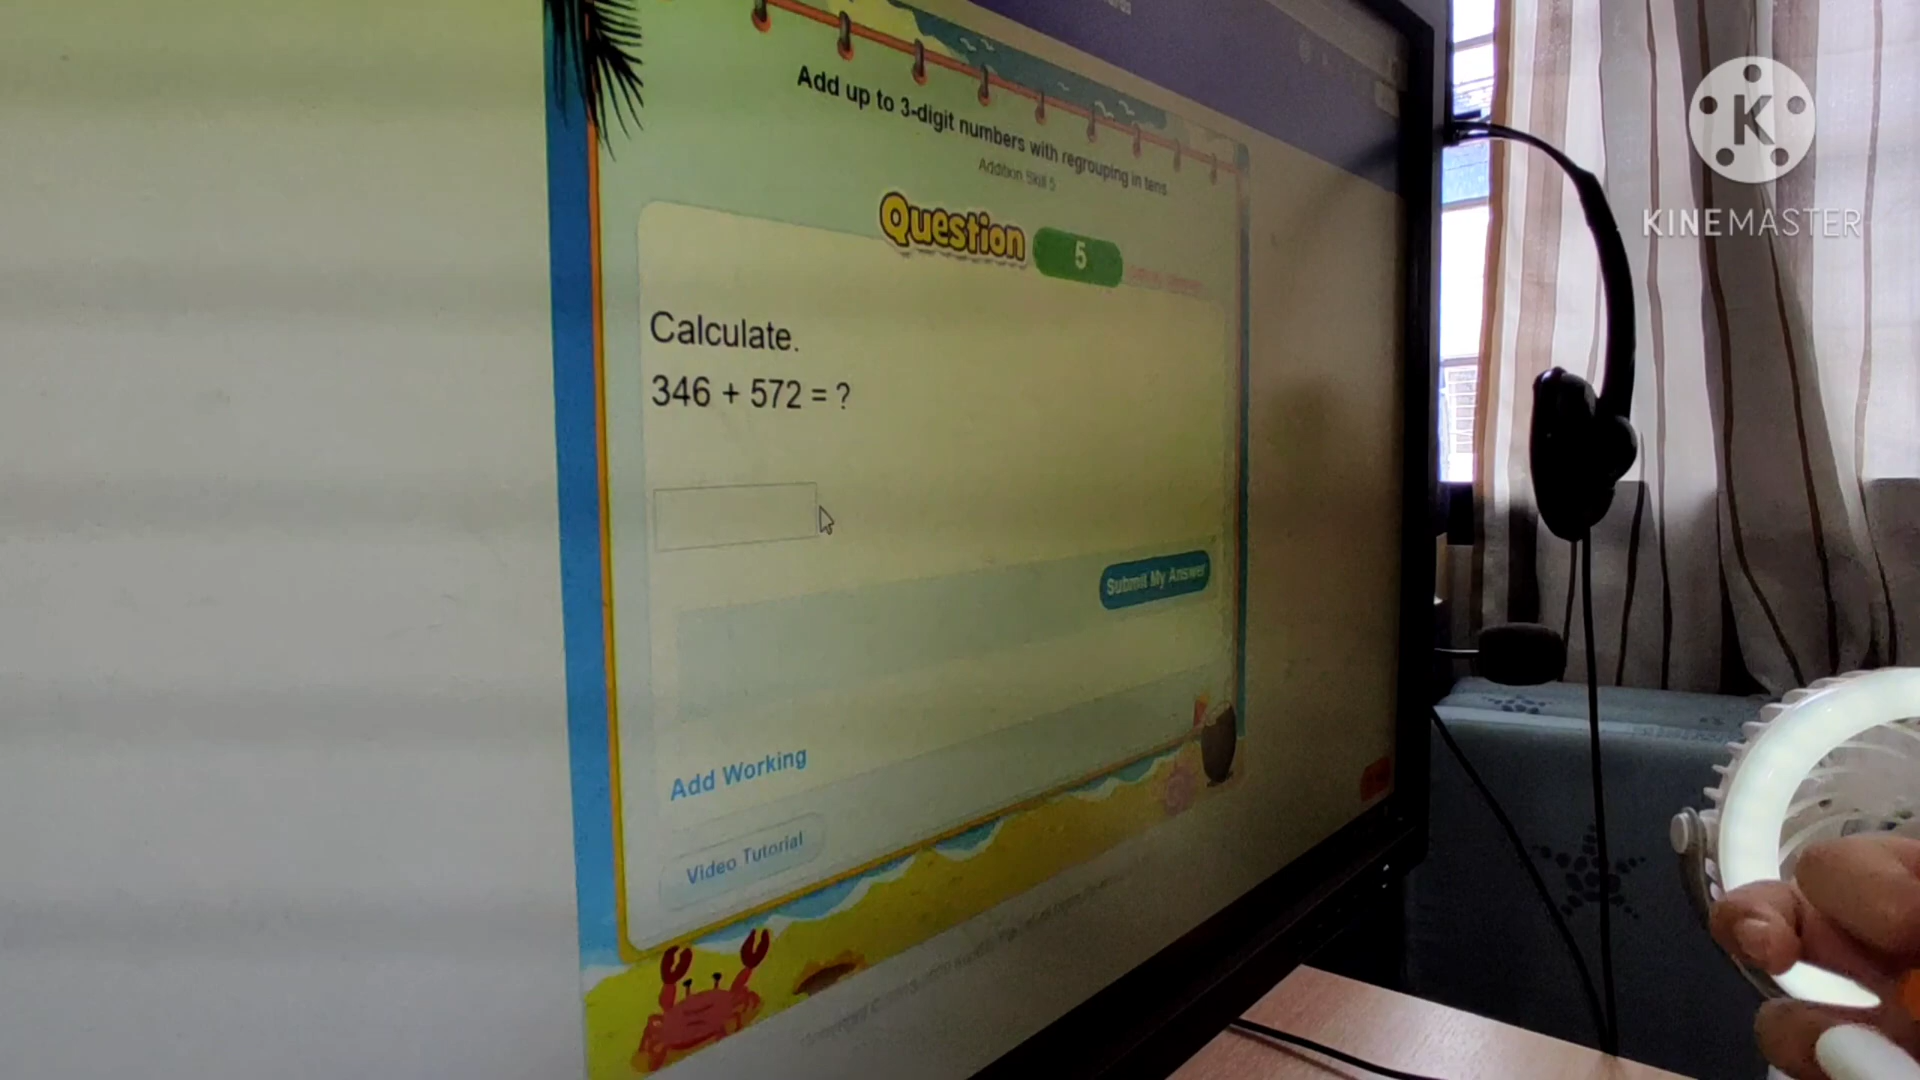 Add up to 3-digit numbers with regrouping in tens
Addition Skill 5
Question 5
Calculate.
346 + 572 = ?
Submit My Answer
Add Working
Video Tutorial
K
KINEMASTER